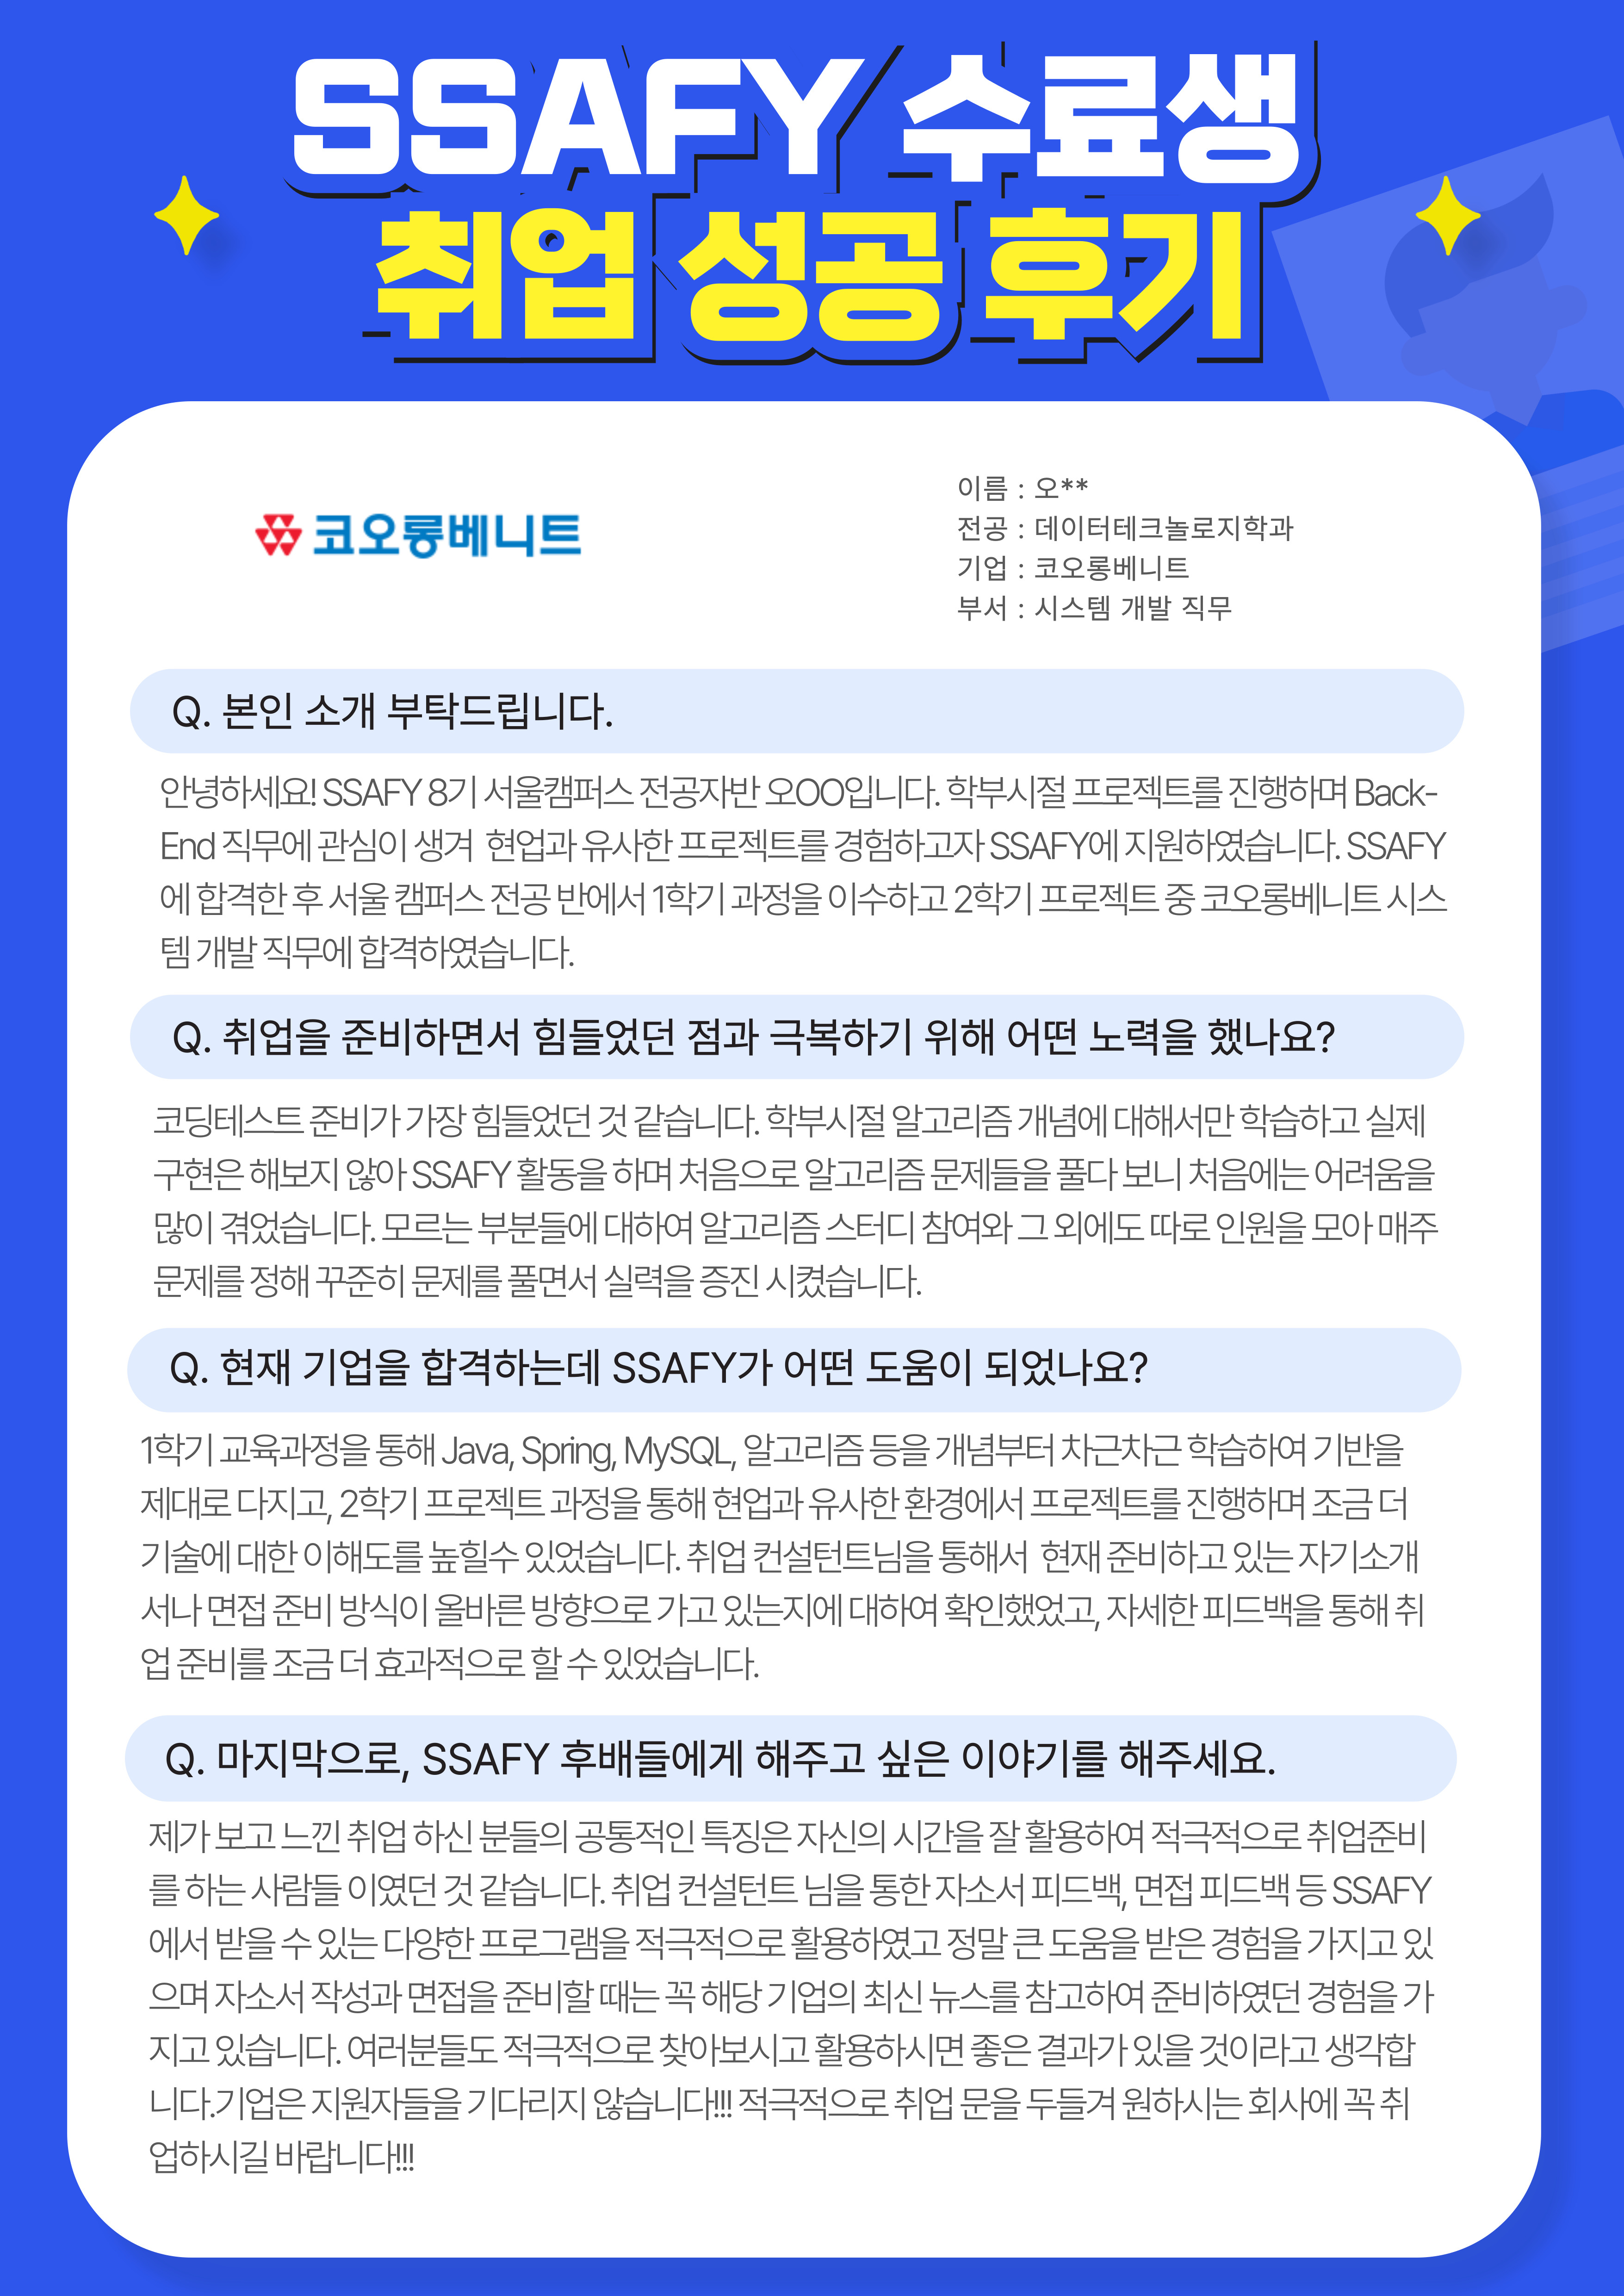 SSAFY 수료생
취업 성공 후기
코오롱베니트
이름 : 오**
전공 : 데이터테크놀로지학과
기업 : 코오롱베니트
부서 : 시스템 개발 직무
Q. 본인 소개 부탁드립니다.
안녕하세요! SSAFY 8기 서울캠퍼스 전공자반 오OO입니다. 학부시절 프로젝트를 진행하며 Back-
End 직무에 관심이 생겨 현업과 유사한 프로젝트를 경험하고자 SSAFY에 지원하였습니다. SSAFY
에 합격한 후 서울 캠퍼스 전공 반에서 1학기 과정을 이수하고 2학기 프로젝트 중 코오롱베니트 시스
템 개발 직무에 합격하였습니다.
Q. 취업을 준비하면서 힘들었던 점과 극복하기 위해 어떤 노력을 했나요?
코딩테스트 준비가 가장 힘들었던 것 같습니다. 학부시절 알고리즘 개념에 대해서만 학습하고 실제
구현은 해보지 않아 SSAFY 활동을 하며 처음으로 알고리즘 문제들을 풀다 보니 처음에는 어려움을
많이 겪었습니다. 모르는 부분들에 대하여 알고리즘 스터디 참여와 그 외에도 따로 인원을 모아 매주
문제를 정해 꾸준히 문제를 풀면서 실력을 증진 시켰습니다.
Q. 현재 기업을 합격하는데 SSAFY가 어떤 도움이 되었나요?
1학기 교육과정을 통해 Java, Spring, MySQL, 알고리즘 등을 개념부터 차근차근 학습하여 기반을
제대로 다지고, 2학기 프로젝트 과정을 통해 현업과 유사한 환경에서 프로젝트를 진행하며 조금 더
기술에 대한 이해도를 높힐수 있었습니다. 취업 컨설턴트님을 통해서 현재 준비하고 있는 자기소개
서나 면접 준비 방식이 올바른 방향으로 가고 있는지에 대하여 확인했었고, 자세한 피드백을 통해 취
업 준비를 조금 더 효과적으로 할 수 있었습니다.
Q. 마지막으로, SSAFY 후배들에게 해주고 싶은 이야기를 해주세요.
제가 보고 느낀 취업 하신 분들의 공통적인 특징은 자신의 시간을 잘 활용하여 적극적으로 취업준비
를 하는 사람들 이였던 것 같습니다. 취업 컨설턴트 님을 통한 자소서 피드백, 면접 피드백 등 SSAFY
에서 받을 수 있는 다양한 프로그램을 적극적으로 활용하였고 정말 큰 도움을 받은 경험을 가지고 있
으며 자소서 작성과 면접을 준비할 때는 꼭 해당 기업의 최신 뉴스를 참고하여 준비하였던 경험을 가
지고 있습니다. 여러분들도 적극적으로 찾아보시고 활용하시면 좋은 결과가 있을 것이라고 생각합
니다.기업은 지원자들을 기다리지 않습니다!!! 적극적으로 취업 문을 두들겨 원하시는 회사에 꼭 취
업하시길 바랍니다!!!